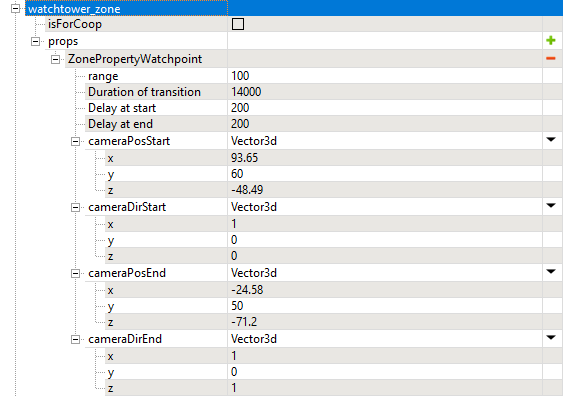 watchtower_zone
isForCoop
props
ZonePropertyWatchpoint
range 100
Duration of transition 14000
Delay at start 200
Delay at end 200
cameraPosStart Vector3d
x 93.65
y 60
z -48.49
cameraDirStart Vector3d
x 1
y 0
z 0
cameraPosEnd Vector3d
x -24.58
y 50
z -71.2
cameraDirEnd Vector3d
x 1
y 0
z 1